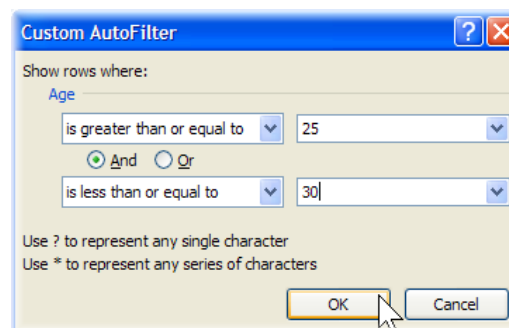 Custom AutoFilter ?
Show rows where:
Age
is greater than or equal to 25
And Or
is less than or equal to 30
Use ? to represent any single character
Use * to represent any series of characters
OK Cancel